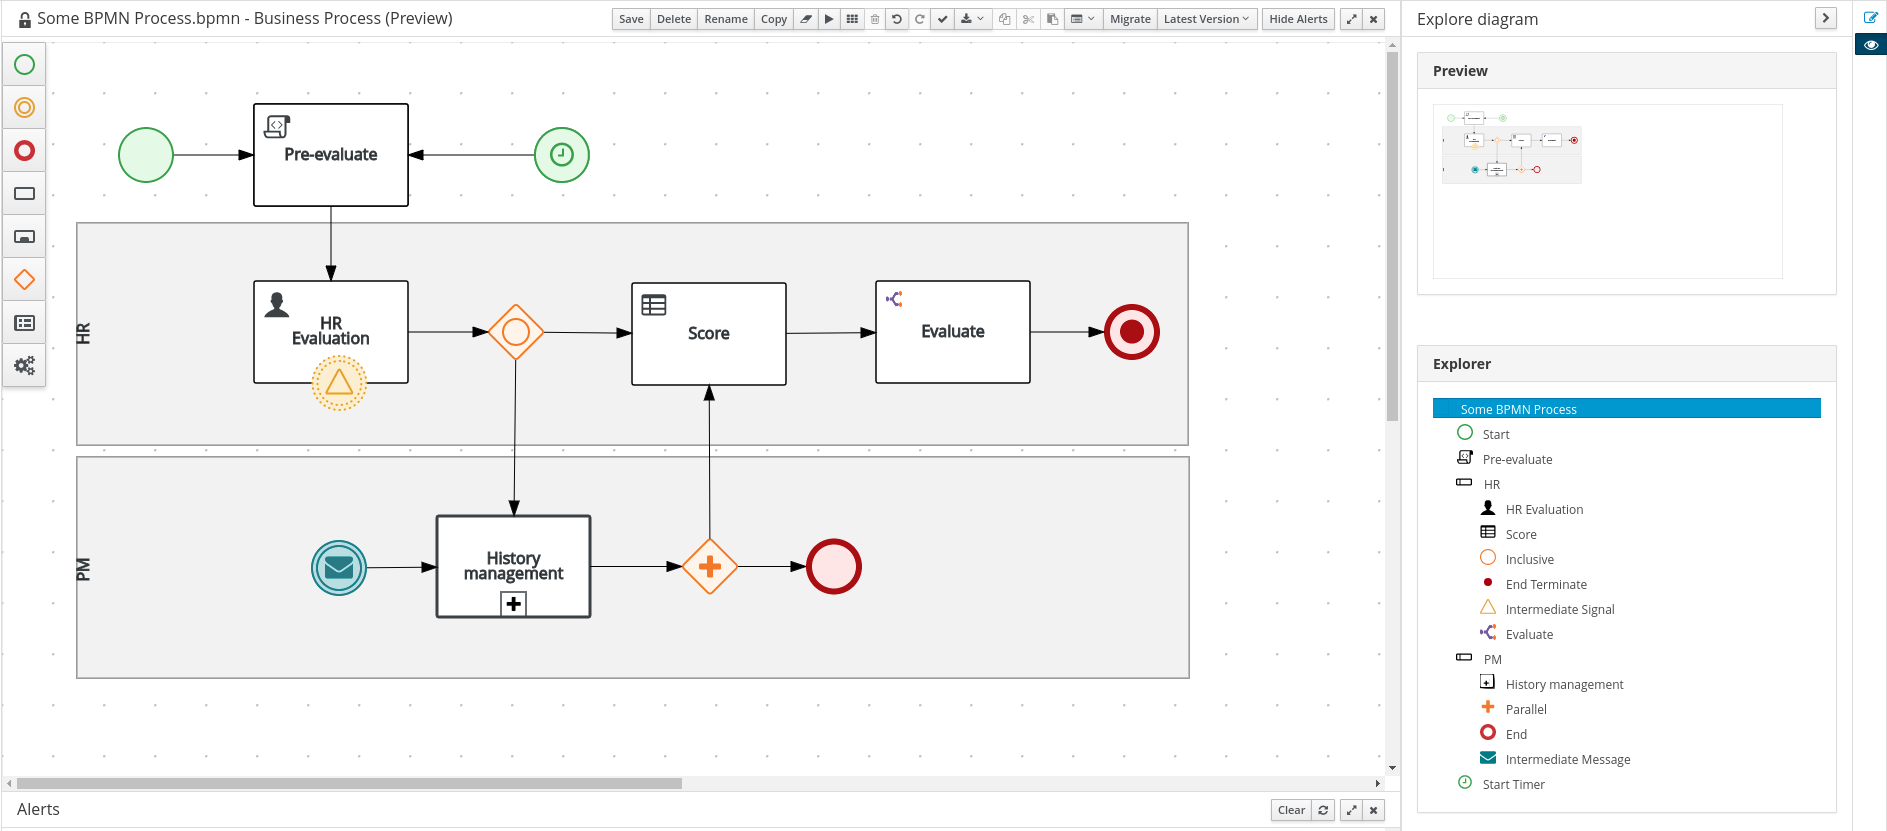 Some BPMN Process.bpmn - Business Process (Preview)
Save Delete Rename Copy Migrate Latest Version Hide Alerts
Explore diagram
Preview
Pre-evaluate
HR
HR
Evaluation
Score
Evaluate
PM
History
management
Explorer
Some BPMN Process
Start
Pre-evaluate
HR
HR Evaluation
Score
Inclusive
End Terminate
Intermediate Signal
Evaluate
PM
History management
Parallel
End
Intermediate Message
Start Timer
Alerts
Clear